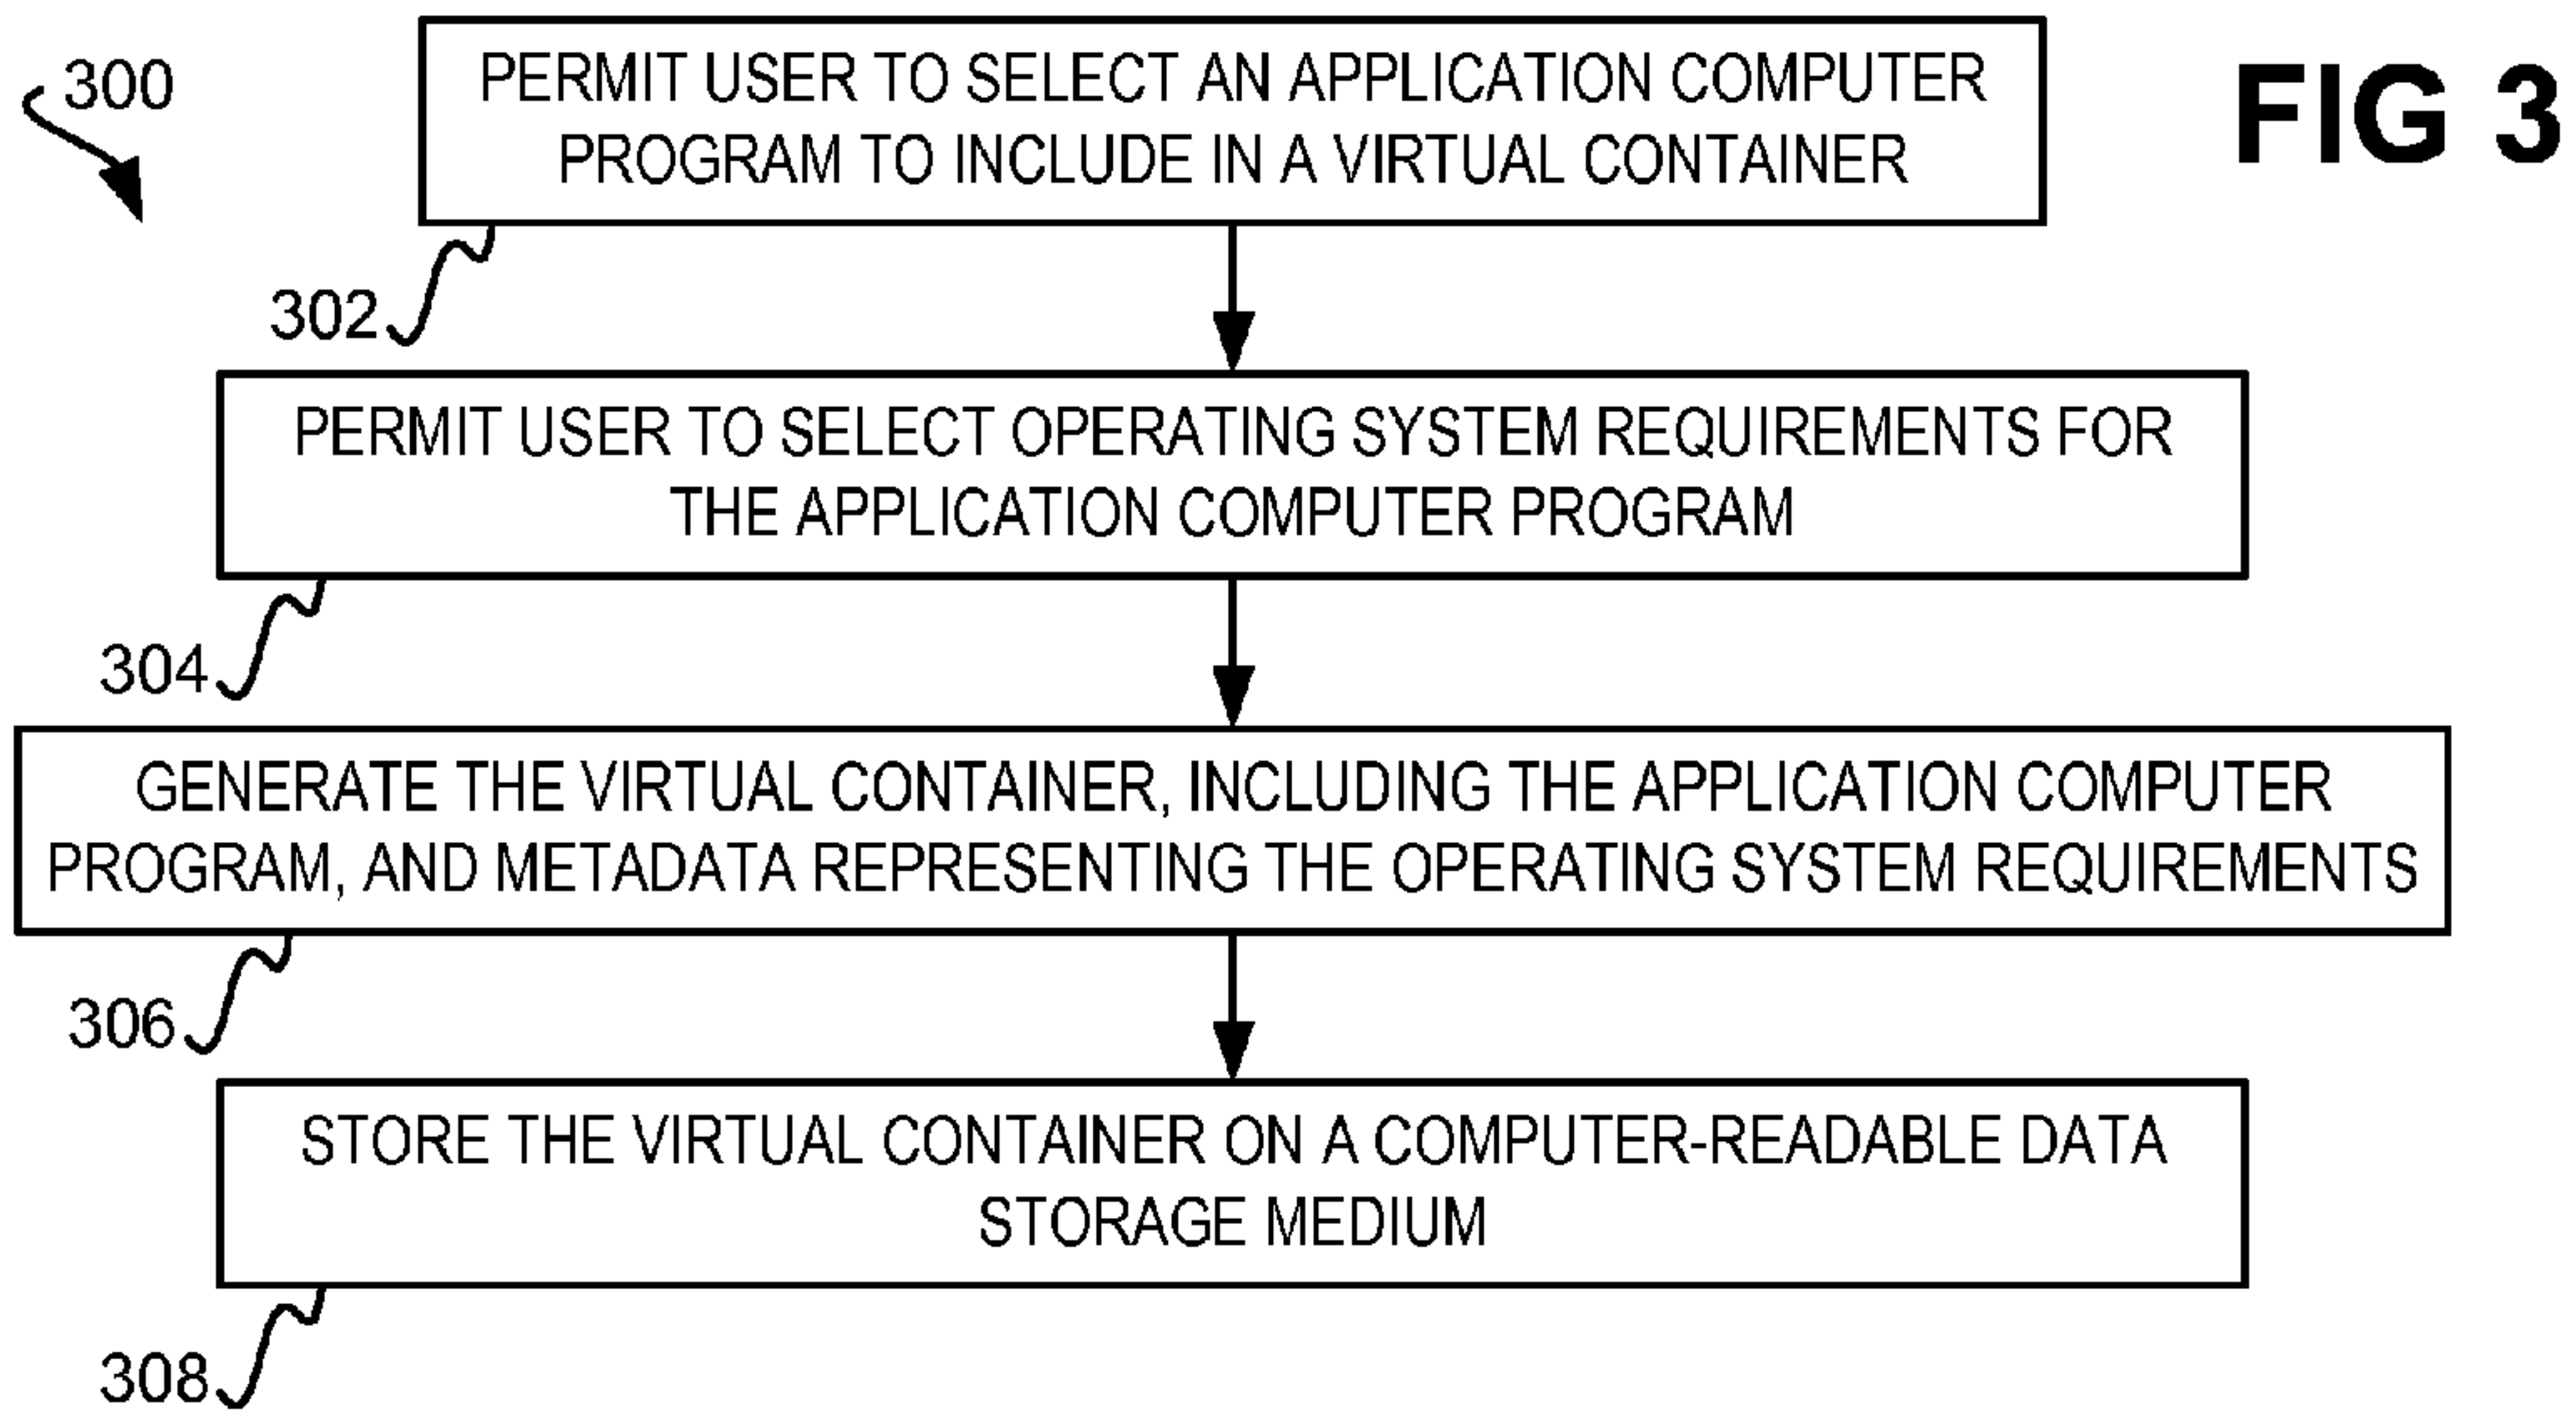 300
FIG 3
PERMIT USER TO SELECT AN APPLICATION COMPUTER
PROGRAM TO INCLUDE IN A VIRTUAL CONTAINER
302
PERMIT USER TO SELECT OPERATING SYSTEM REQUIREMENTS FOR
THE APPLICATION COMPUTER PROGRAM
304
GENERATE THE VIRTUAL CONTAINER, INCLUDING THE APPLICATION COMPUTER
PROGRAM, AND METADATA REPRESENTING THE OPERATING SYSTEM REQUIREMENTS
306
STORE THE VIRTUAL CONTAINER ON A COMPUTER-READABLE DATA
STORAGE MEDIUM
308